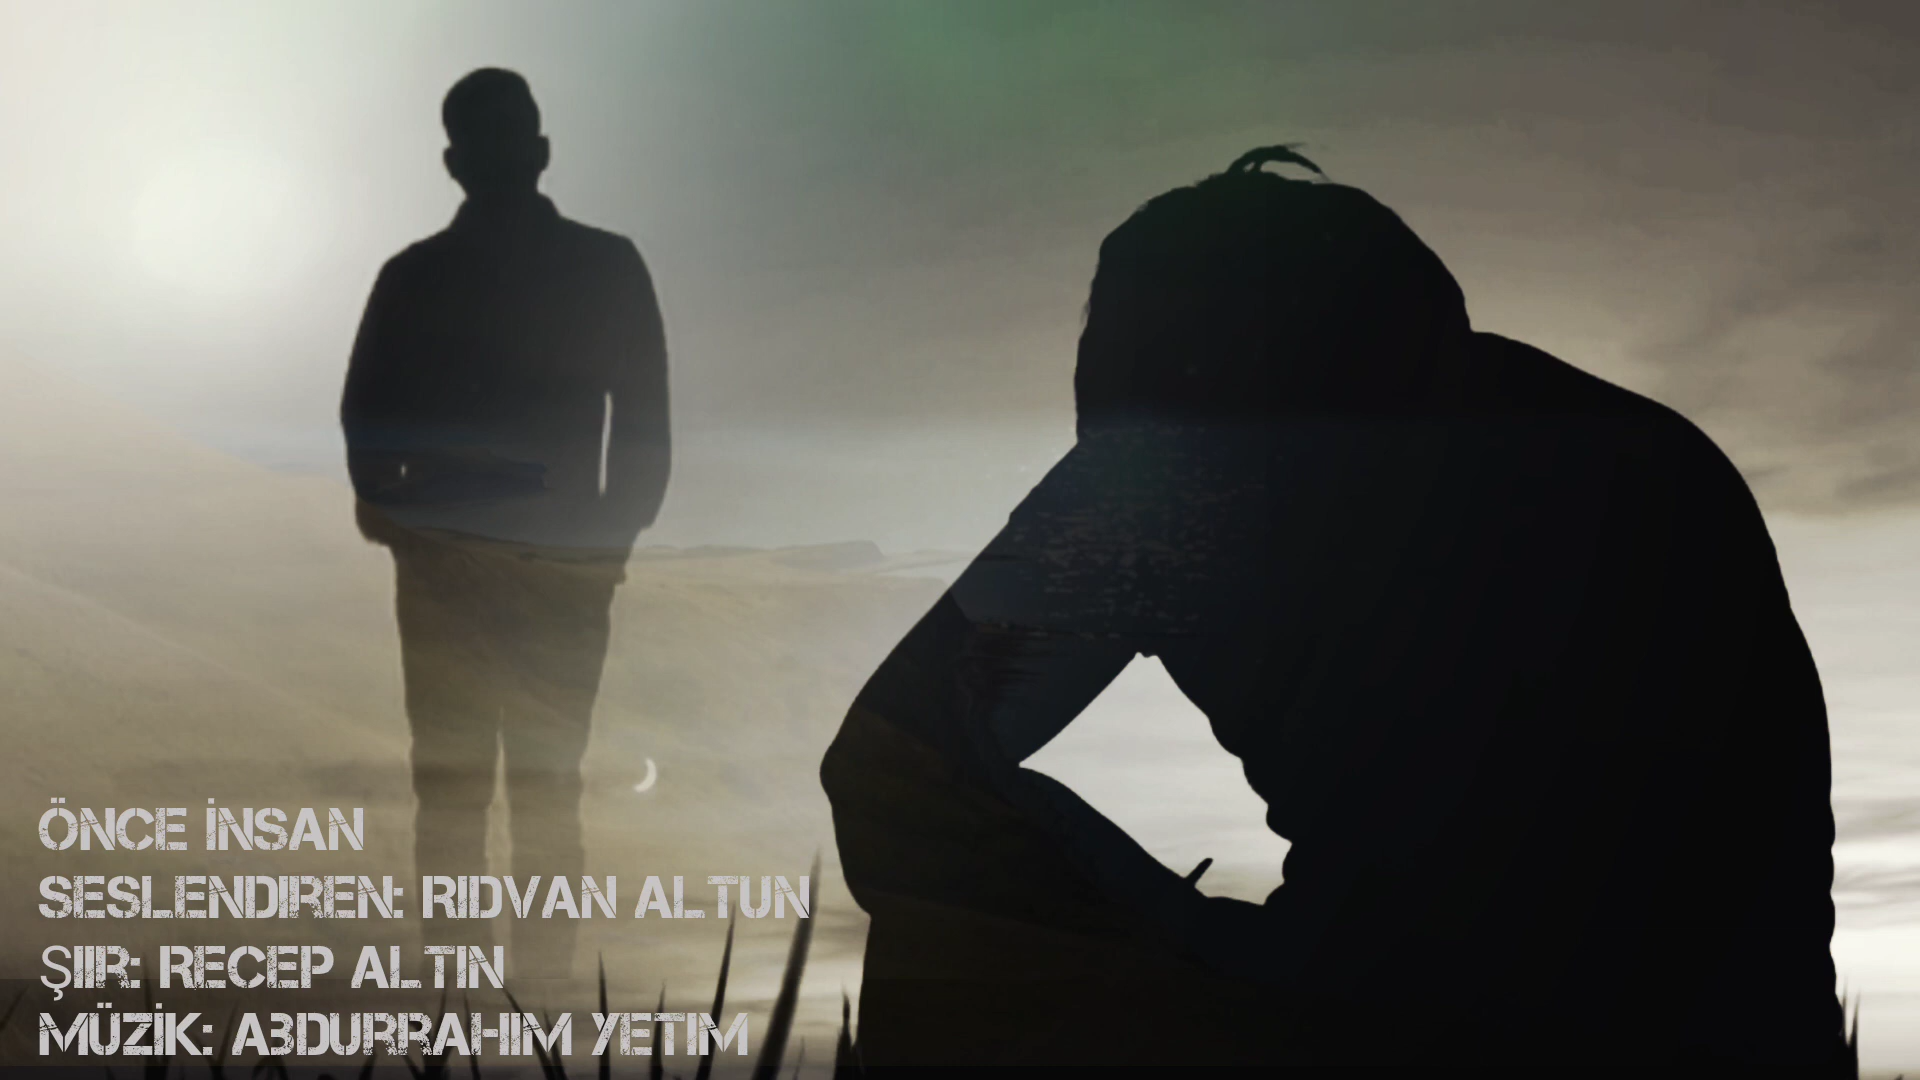 ÖNCE İNSAN
SESLENDIREN: RIDVAN ALTUN
ŞIIR: RECEP ALTIN
MÜZİK: ABDURRAHIM YETIM